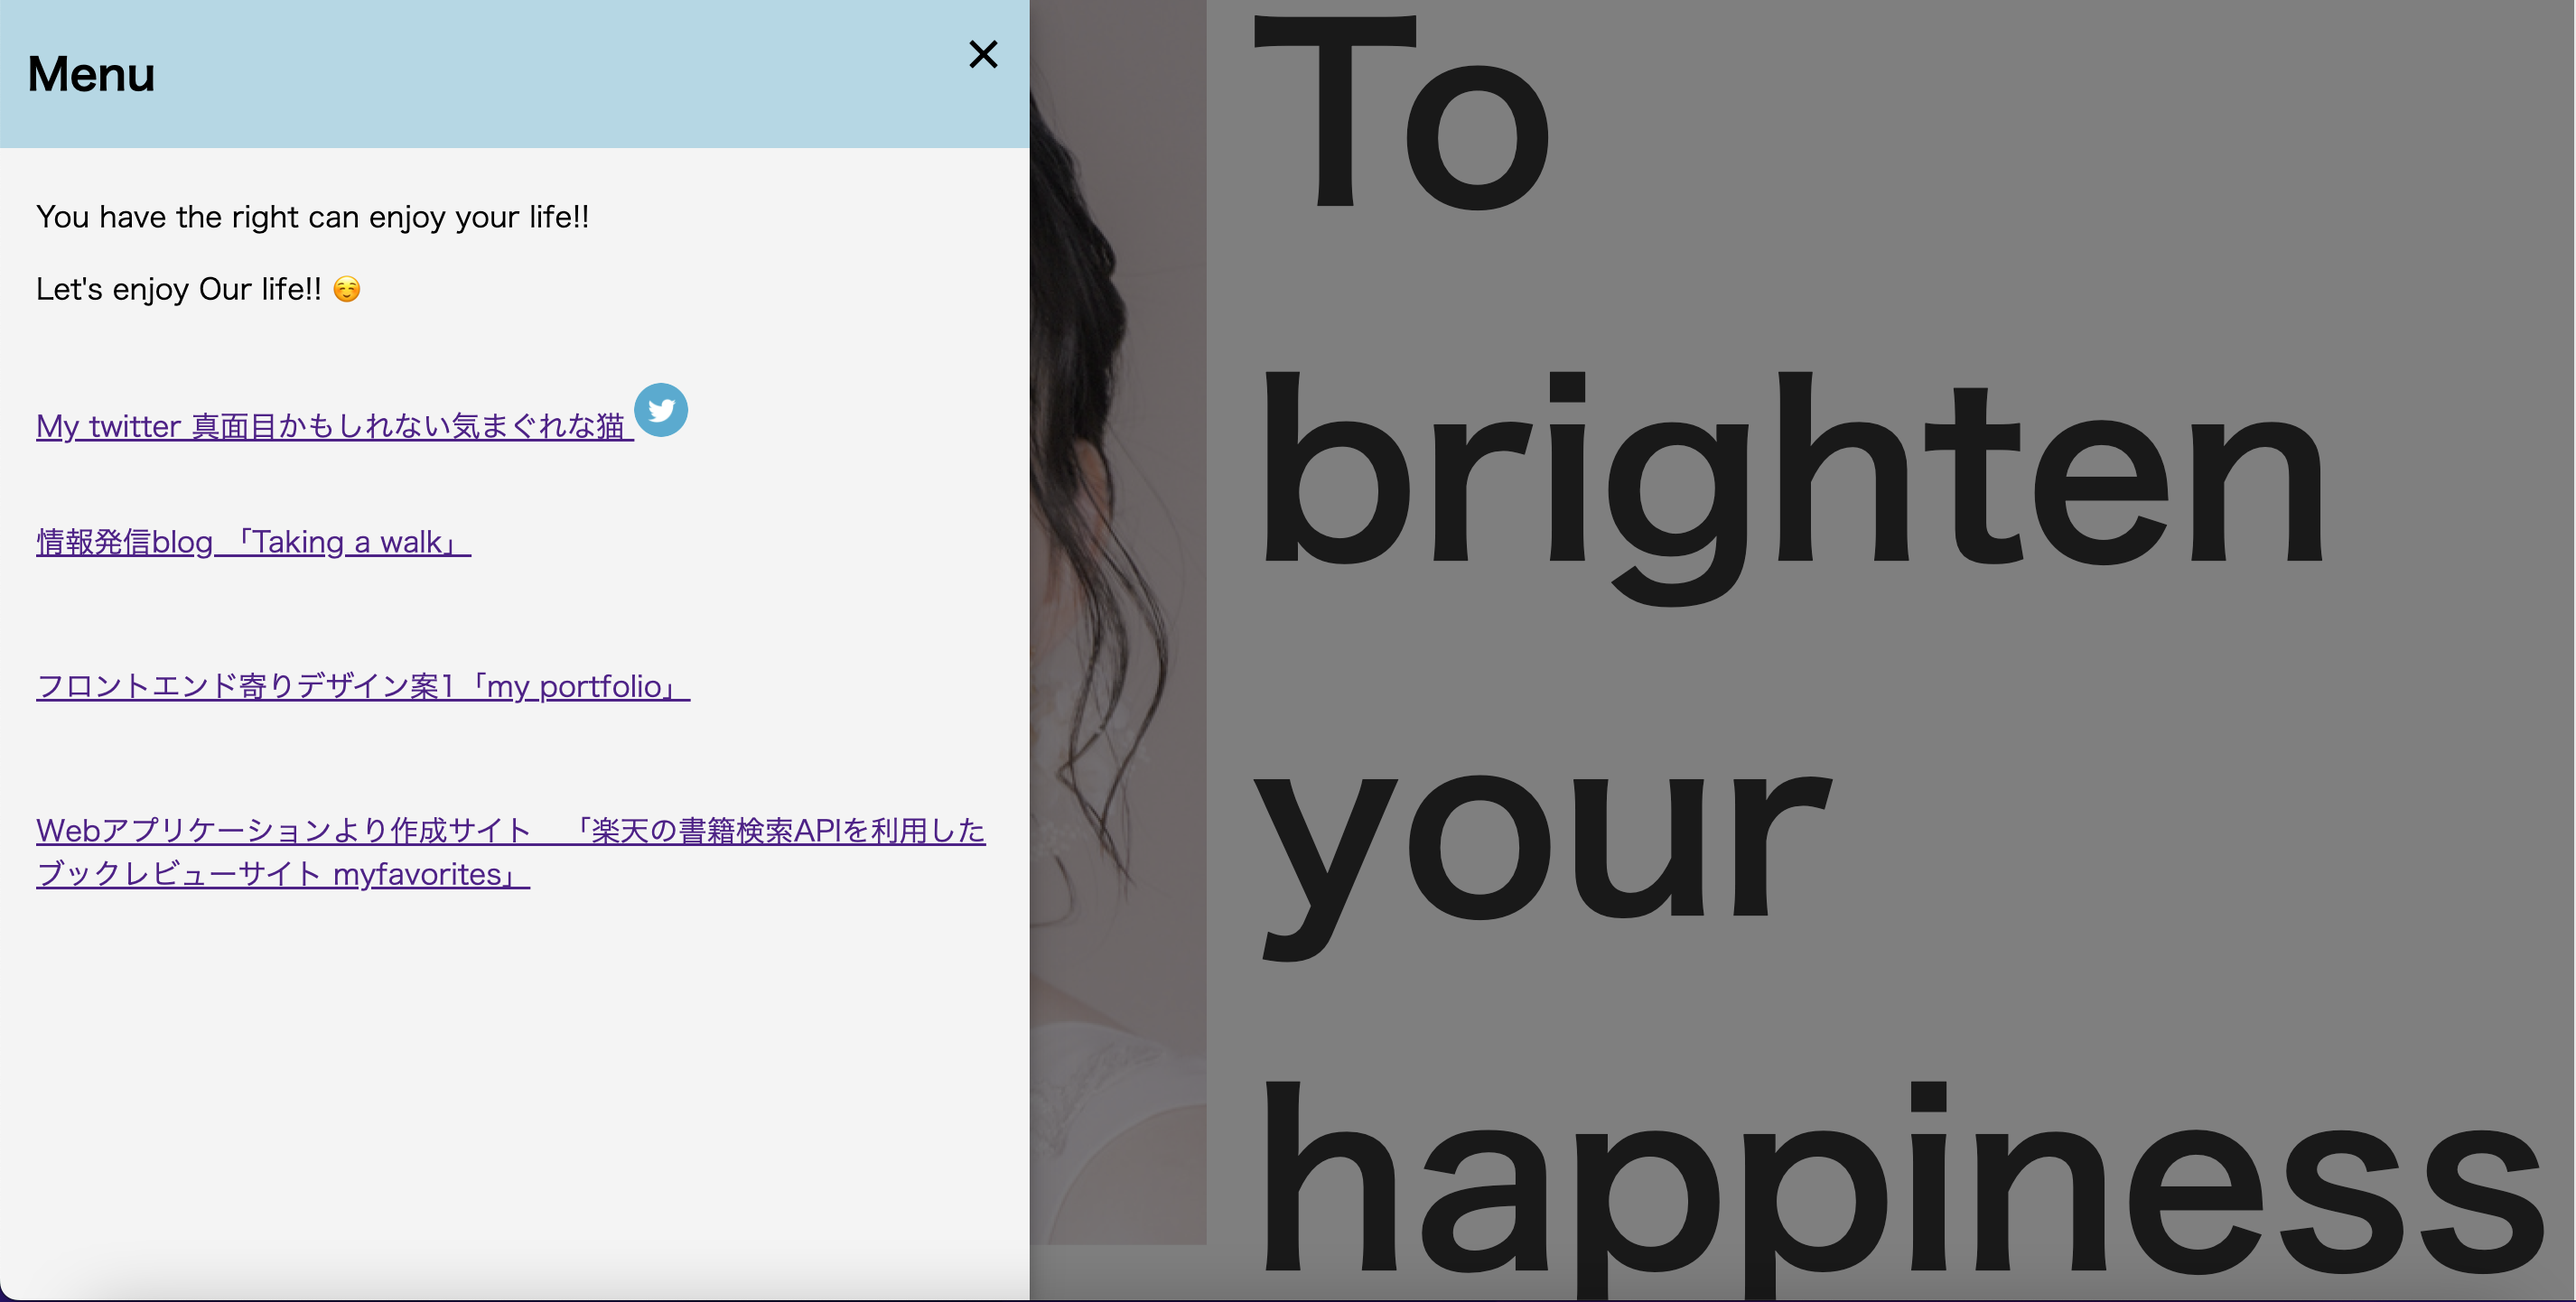 Menu
You have the right can enjoy your life!!
Let's enjoy Our life!! ☺️
My twitter 真面目かもしれない気まぐれな猫
情報発信blog 「Taking a walk」
フロントエンド寄りデザイン案1「my portfolio」
Webアプリケーションより作成サイト　「楽天の書籍検索APIを利用した
ブックレビューサイト myfavorites」
To
brighten
your
happiness